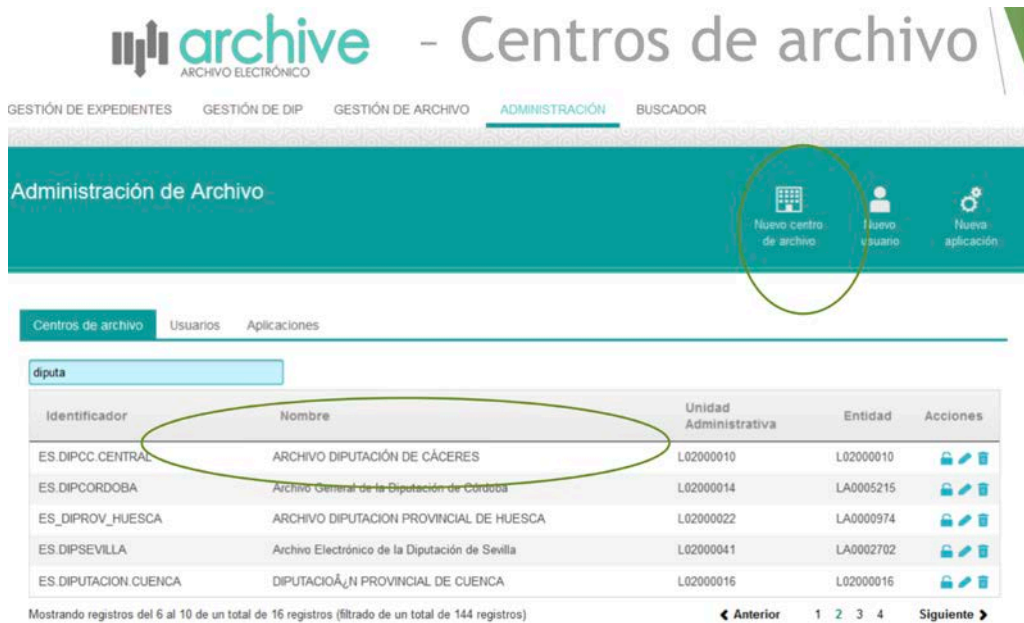 archive - Centros de archivo
ARCHIVO ELECTRÓNICO
GESTIÓN DE EXPEDIENTES GESTIÓN DE DIP GESTIÓN DE ARCHIVO ADMINISTRACIÓN BUSCADOR
Administración de Archivo
Nuevo centro de archivo
Nuevo usuario
Nueva aplicación
Centros de archivo Usuarios Aplicaciones
diputa
Identificador Nombre Unidad Administrativa Entidad Acciones
ES.DIPCC.CENTRAL ARCHIVO DIPUTACIÓN DE CÁCERES L02000010 L02000010
ES.DIPCORDOBA Archivo General de la Diputación de Córdoba L02000014 LA0005215
ES_DIPROV_HUESCA ARCHIVO DIPUTACION PROVINCIAL DE HUESCA L02000022 LA0000974
ES.DIPSEVILLA Archivo Electrónico de la Diputación de Sevilla L02000041 LA0002702
ES.DIPUTACION.CUENCA DIPUTACIOÂ¿N PROVINCIAL DE CUENCA L02000016 L02000016
Mostrando registros del 6 al 10 de un total de 16 registros (filtrado de un total de 144 registros) Anterior 1 2 3 4 Siguiente